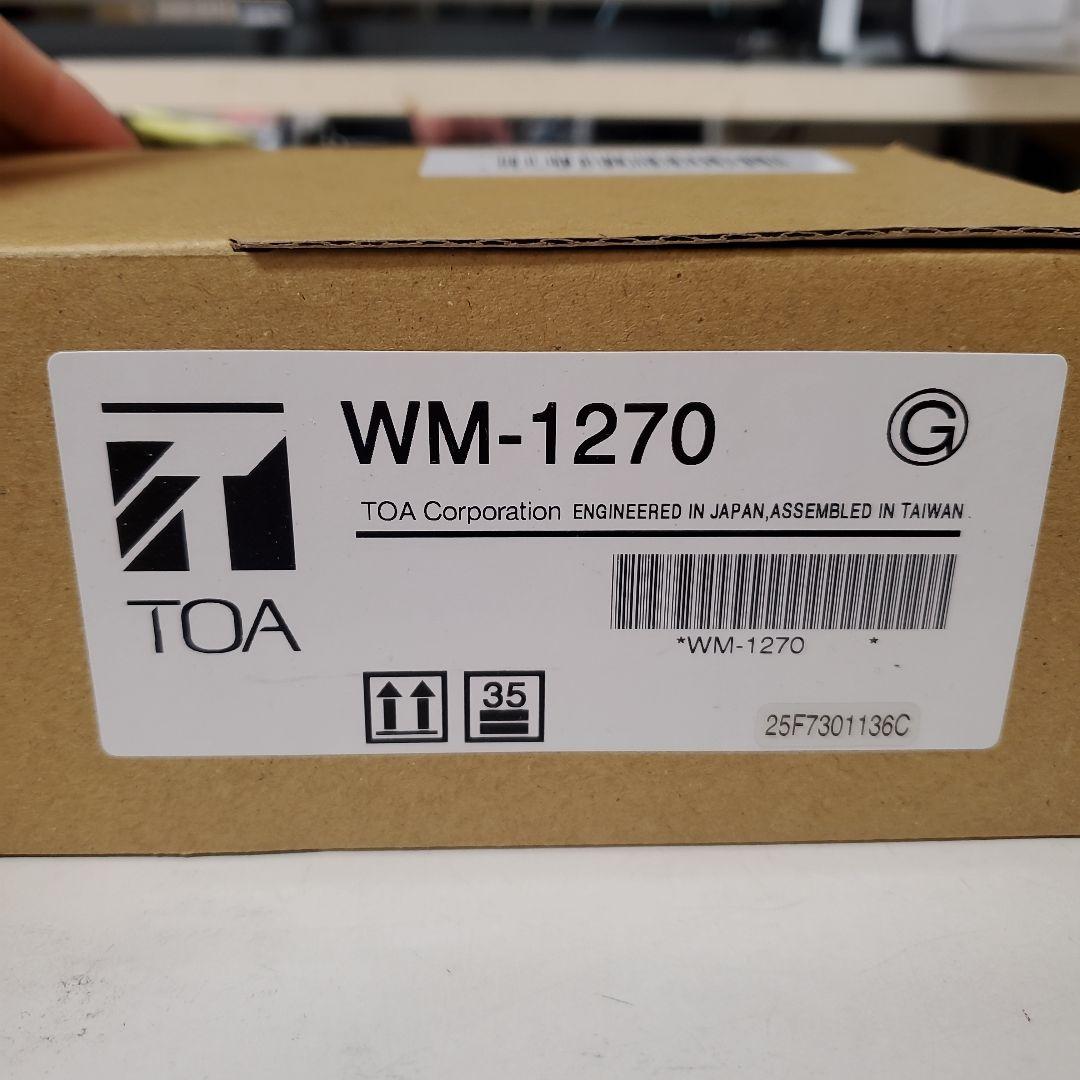 WM-1270
G
TOA Corporation ENGINEERED IN JAPAN,ASSEMBLED IN TAIWAN
TOA
*WM-1270 *
35
25F7301136C